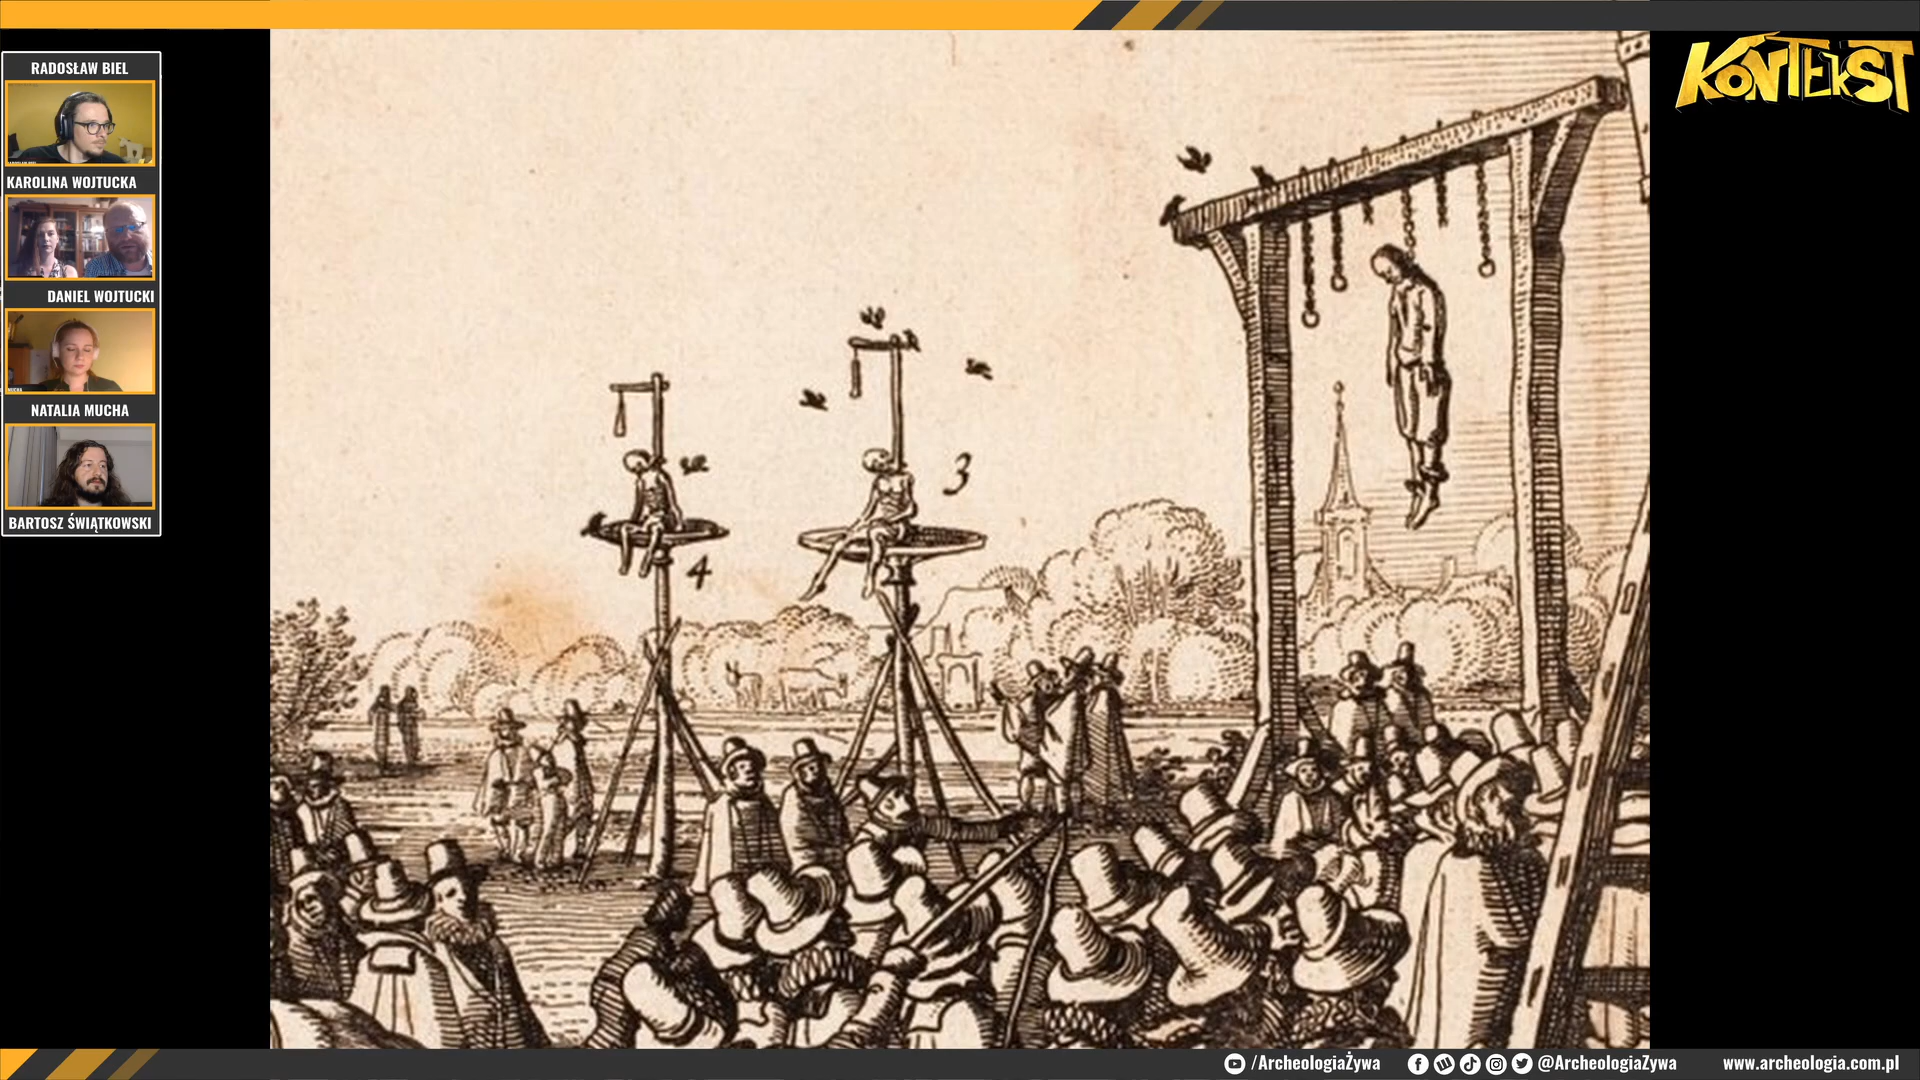 RADOSŁAW BIEL
KAROLINA WOJTUCKA
DANIEL WOJTUCKI
NATALIA MUCHA
BARTOSZ ŚWIĄTKOWSKI
KONTEKST
3
4
/ArcheologiaŻywa
@ArcheologiaZywa
www.archeologia.com.pl